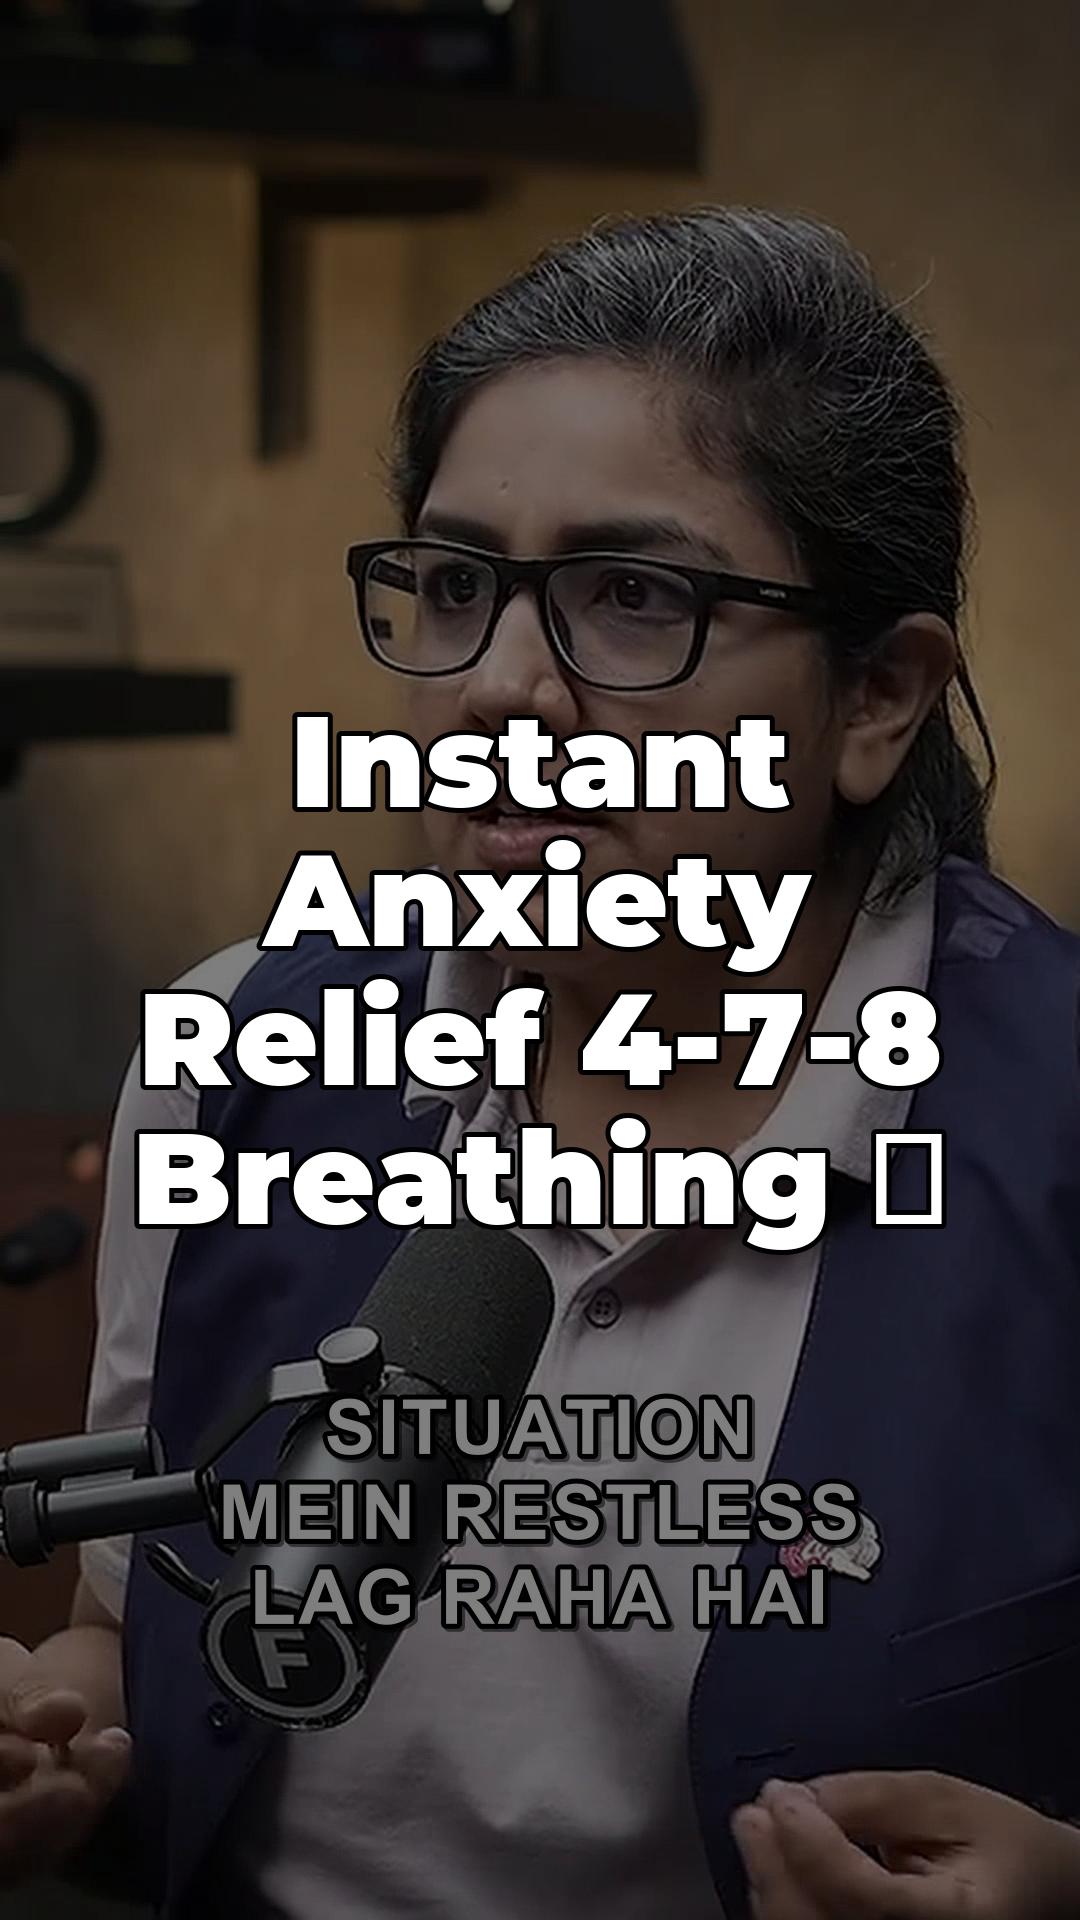 Instant
Anxiety
Relief 4-7-8
Breathing
SITUATION
MEIN RESTLESS
LAG RAHA HAI
F